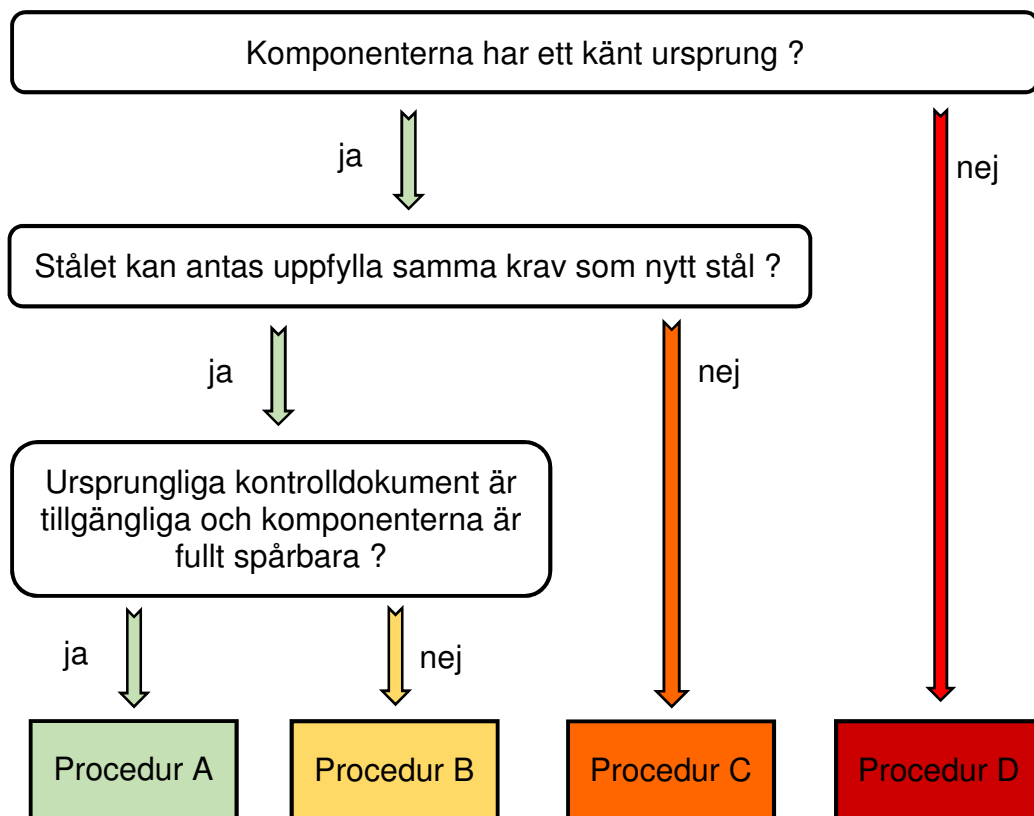 Komponenterna har ett känt ursprung ?
ja
nej
Stålet kan antas uppfylla samma krav som nytt stål ?
ja
nej
Ursprungliga kontrolldokument är
tillgängliga och komponenterna är
fullt spårbara ?
ja
nej
Procedur A
Procedur B
Procedur C
Procedur D